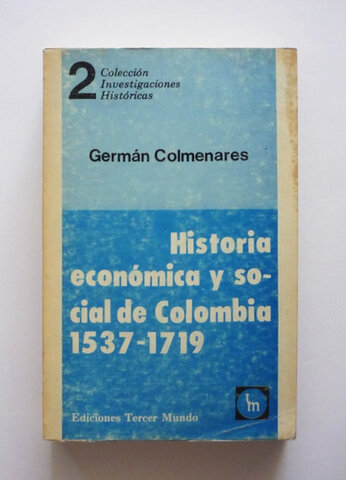 2
Colección
Investigaciones
Históricas
Germán Colmenares
Historia
económica y so-
cial de Colombia
1537-1719
Ediciones Tercer Mundo